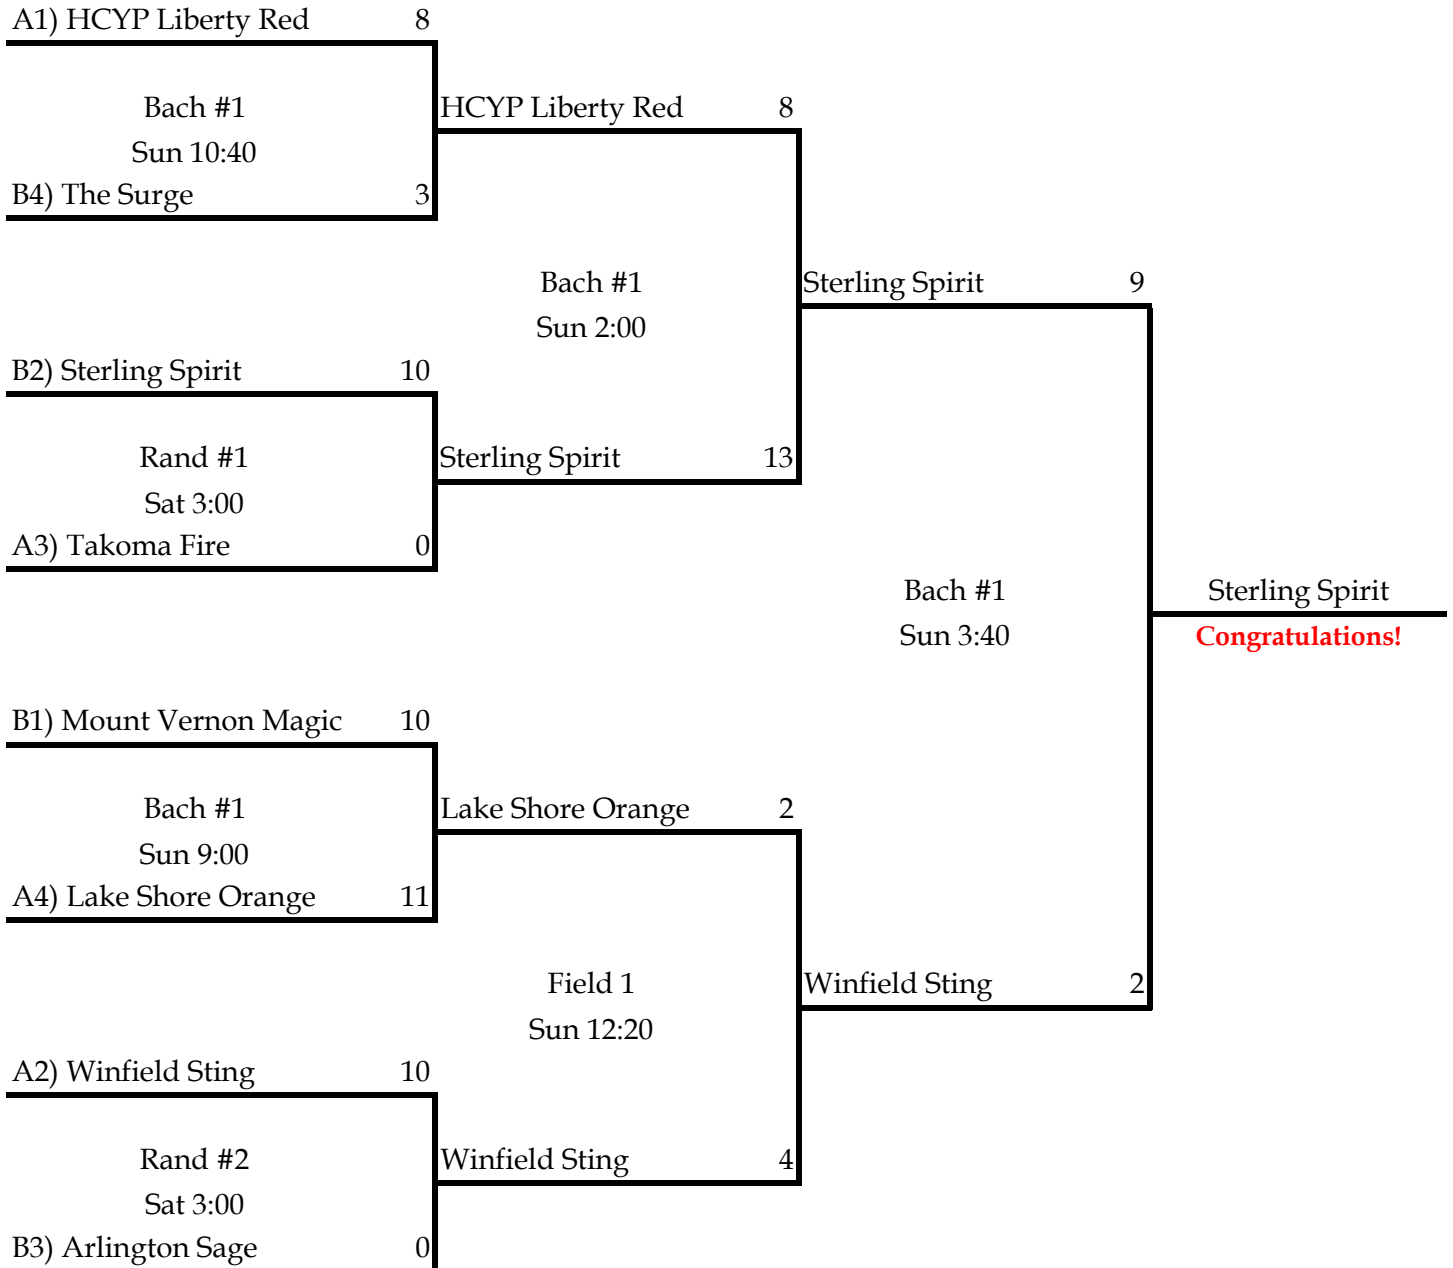 A1) HCYP Liberty Red 8
Bach #1
HCYP Liberty Red 8
Sun 10:40
B4) The Surge 3
Bach #1
Sterling Spirit 9
Sun 2:00
B2) Sterling Spirit 10
Rand #1
Sterling Spirit 13
Sat 3:00
A3) Takoma Fire 0
Bach #1
Sterling Spirit
Sun 3:40
Congratulations!
B1) Mount Vernon Magic 10
Bach #1
Lake Shore Orange 2
Sun 9:00
A4) Lake Shore Orange 11
Field 1
Winfield Sting 2
Sun 12:20
A2) Winfield Sting 10
Rand #2
Winfield Sting 4
Sat 3:00
B3) Arlington Sage 0